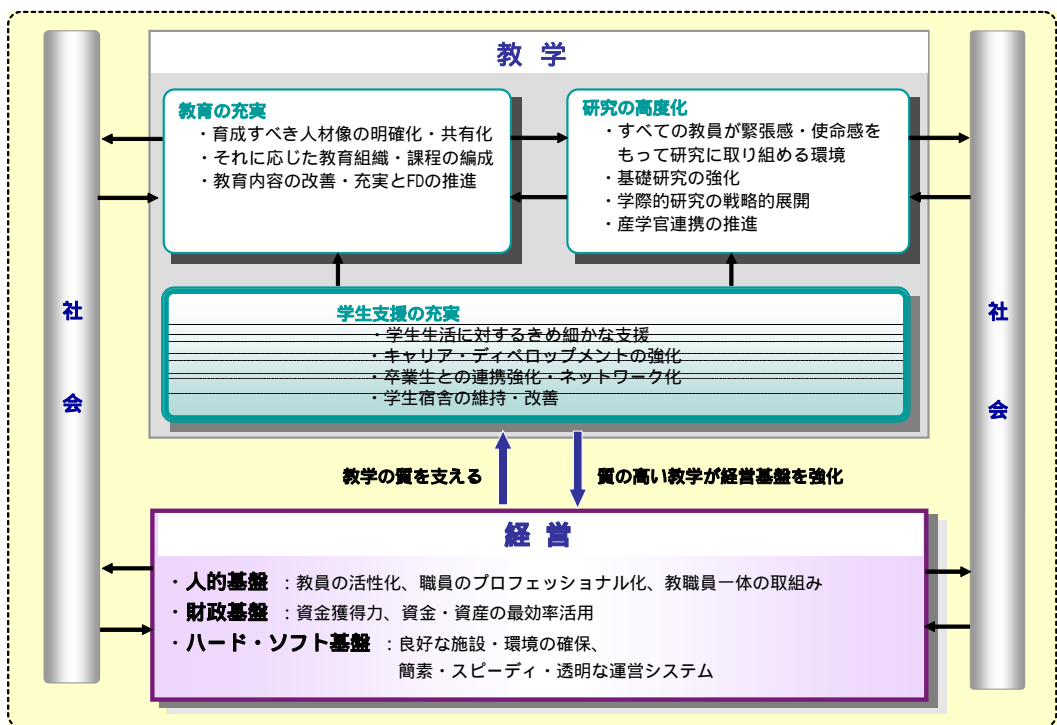 教 学
教育の充実
・育成すべき人材像の明確化・共有化
・それに応じた教育組織・課程の編成
・教育内容の改善・充実とFDの推進
研究の高度化
・すべての教員が緊張感・使命感を
もって研究に取り組める環境
・基礎研究の強化
・学際的研究の戦略的展開
・産学官連携の推進
学生支援の充実
・学生生活に対するきめ細かな支援
・キャリア・ディベロップメントの強化
・卒業生との連携強化・ネットワーク化
・学生宿舎の維持・改善
社
会
社
会
教学の質を支える
質の高い教学が経営基盤を強化
経 営
・人的基盤 :教員の活性化、職員のプロフェッショナル化、教職員一体の取組み
・財政基盤 :資金獲得力、資金・資産の最効率活用
・ハード・ソフト基盤 :良好な施設・環境の確保、
簡素・スピーディ・透明な運営システム